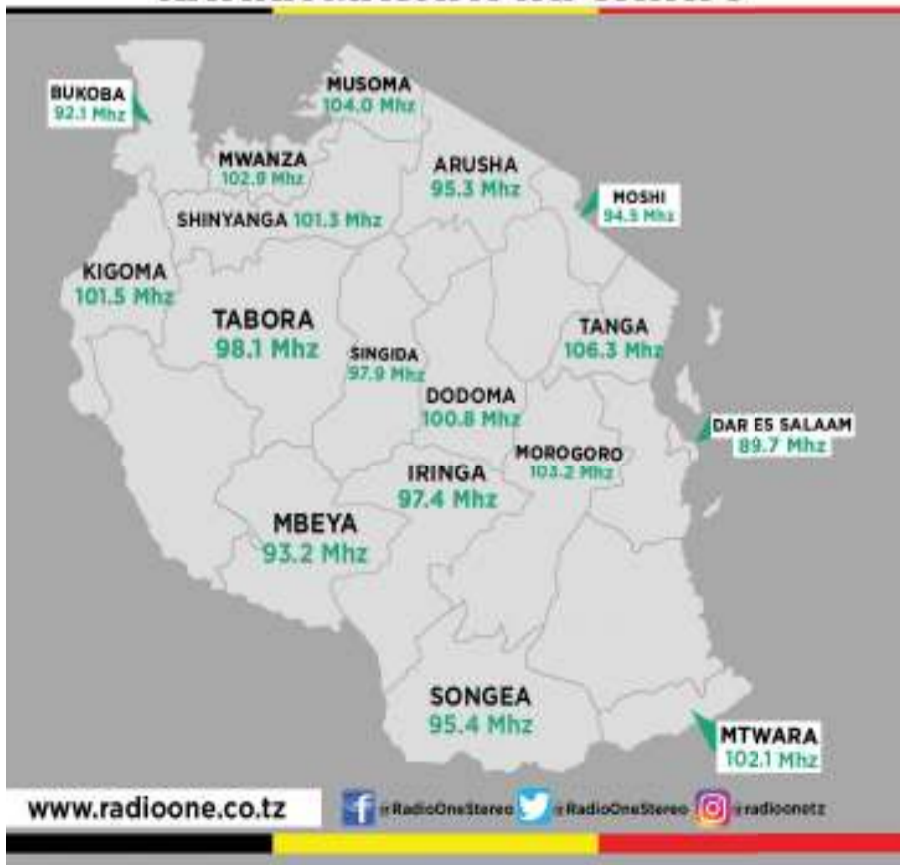 BUKOBA
92.1 Mhz
MUSOMA
104.0 Mhz
MWANZA
102.9 Mhz
ARUSHA
95.3 Mhz
MOSHI
94.5 Mhz
SHINYANGA 101.3 Mhz
KIGOMA
101.5 Mhz
TABORA
98.1 Mhz
SINGIDA
97.9 Mhz
TANGA
106.3 Mhz
DODOMA
100.8 Mhz
DAR ES SALAAM
89.7 Mhz
MOROGORO
103.2 Mhz
IRINGA
97.4 Mhz
MBEYA
93.2 Mhz
SONGEA
95.4 Mhz
MTWARA
102.1 Mhz
www.radioone.co.tz @RadioOneStereo @RadioOneStereo @radioonetz